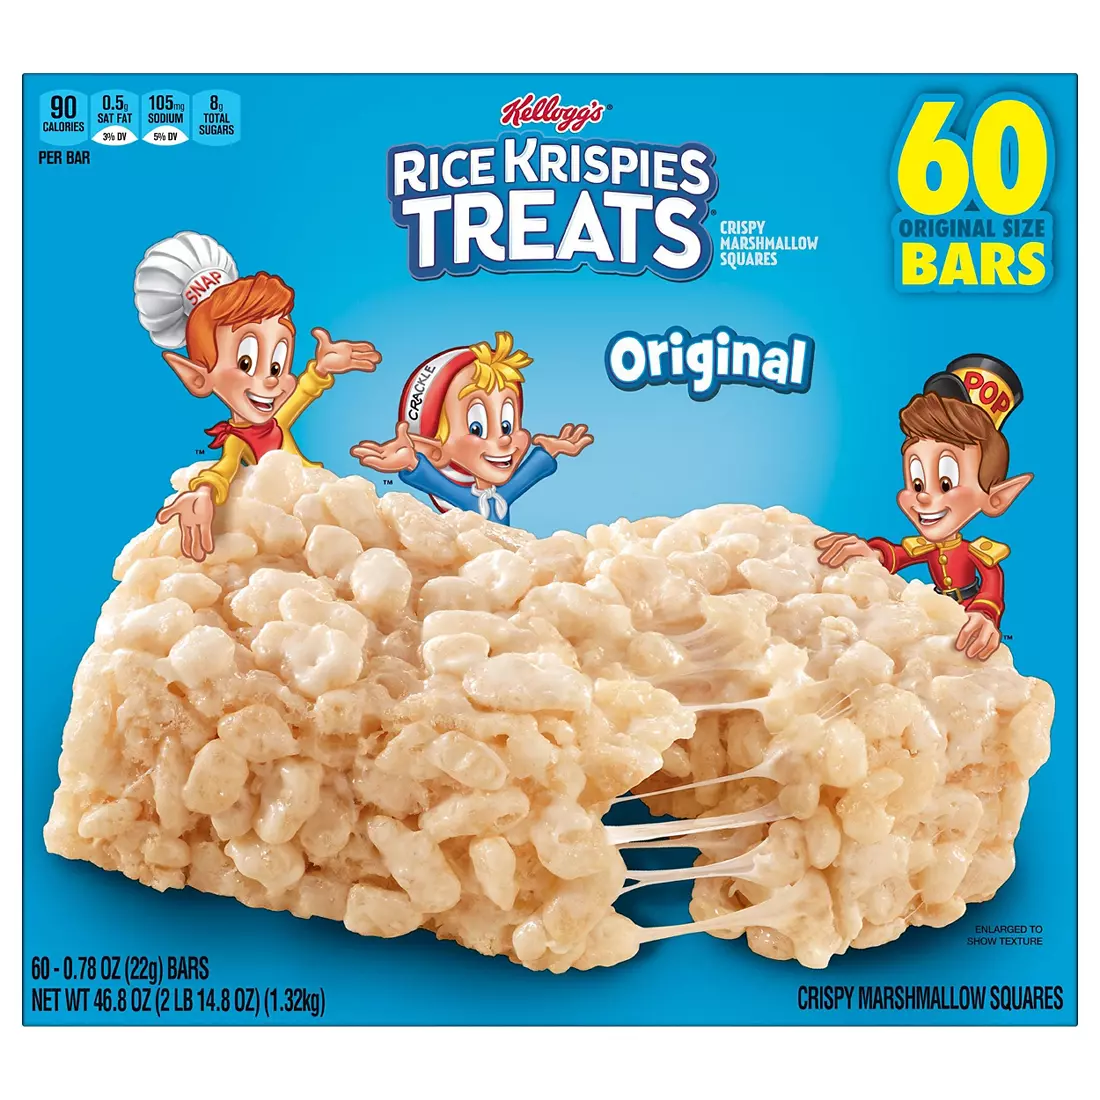 90
CALORIES
0.5g
SAT FAT
3% DV
105mg
SODIUM
5% DV
8g
TOTAL
SUGARS
PER BAR
Kellogg's®
RICE KRISPIES
TREATS®
CRISPY
MARSHMALLOW
SQUARES
60
ORIGINAL SIZE
BARS
Original
SNAP
™
CRACKLE
™
POP
™
ENLARGED TO
SHOW TEXTURE
60 - 0.78 OZ (22g) BARS
NET WT 46.8 OZ (2 LB 14.8 OZ) (1.32kg)
CRISPY MARSHMALLOW SQUARES